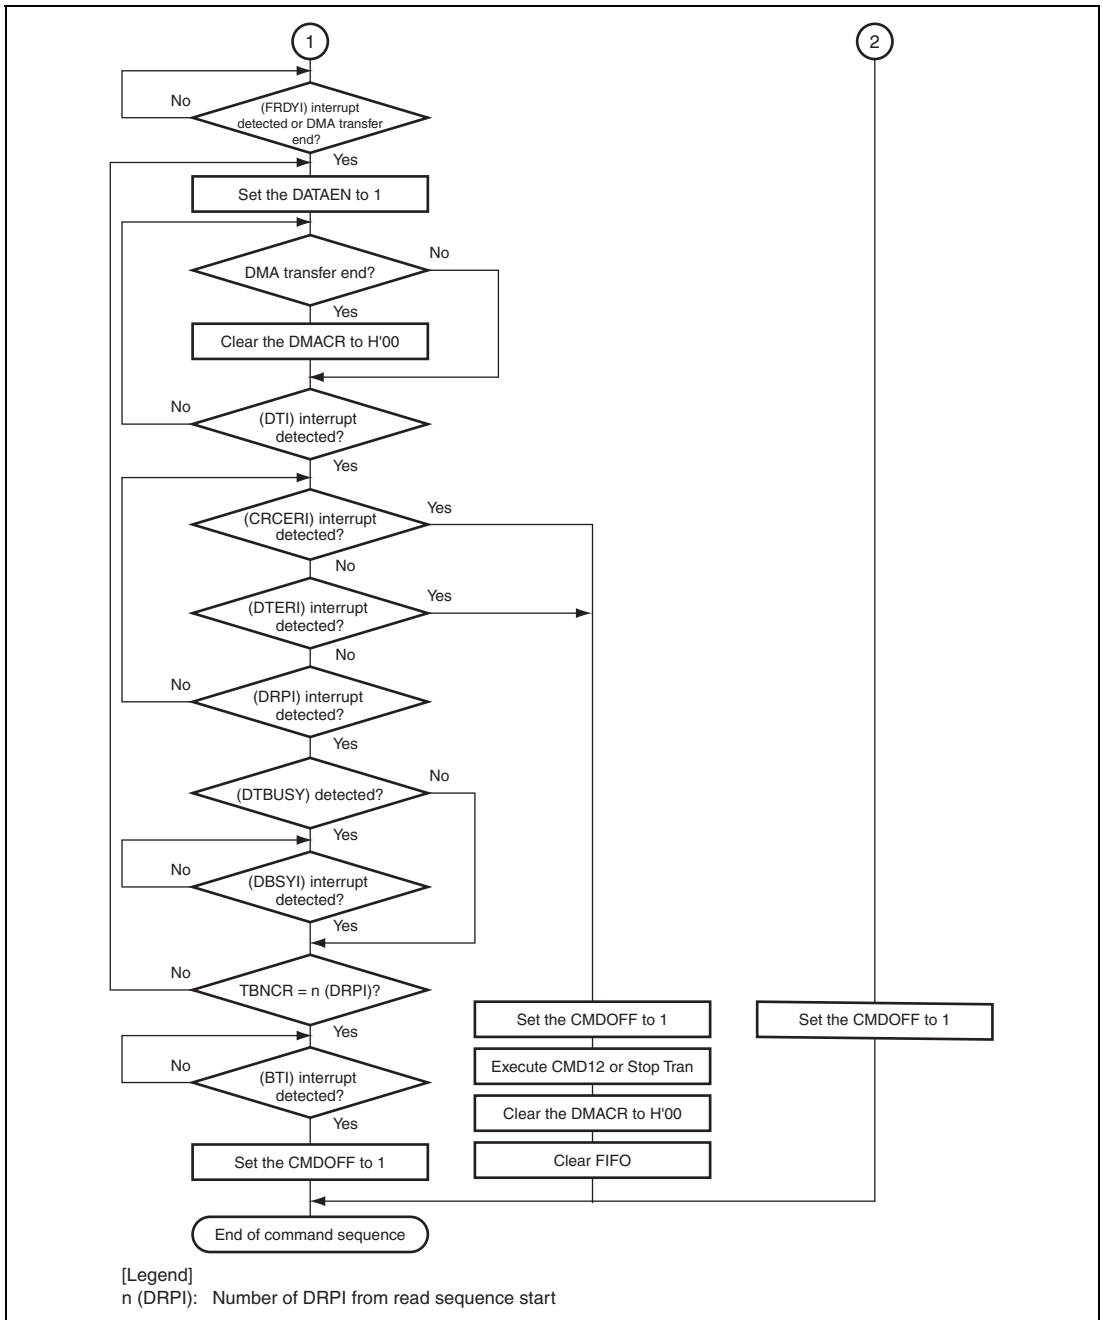 1
2
No
(FRDYI) interrupt
detected or DMA transfer
end?
Yes
Set the DATAEN to 1
No
DMA transfer end?
Yes
Clear the DMACR to H'00
No
(DTI) interrupt
detected?
Yes
(CRCERI) interrupt
detected?
Yes
No
(DTERI) interrupt
detected?
Yes
No
No
(DRPI) interrupt
detected?
Yes
(DTBUSY) detected?
No
Yes
No
(DBSYI) interrupt
detected?
Yes
No
TBNCR = n (DRPI)?
Yes
No
(BTI) interrupt
detected?
Yes
Set the CMDOFF to 1
Set the CMDOFF to 1
Execute CMD12 or Stop Tran
Clear the DMACR to H'00
Clear FIFO
Set the CMDOFF to 1
End of command sequence
[Legend]
n (DRPI): Number of DRPI from read sequence start